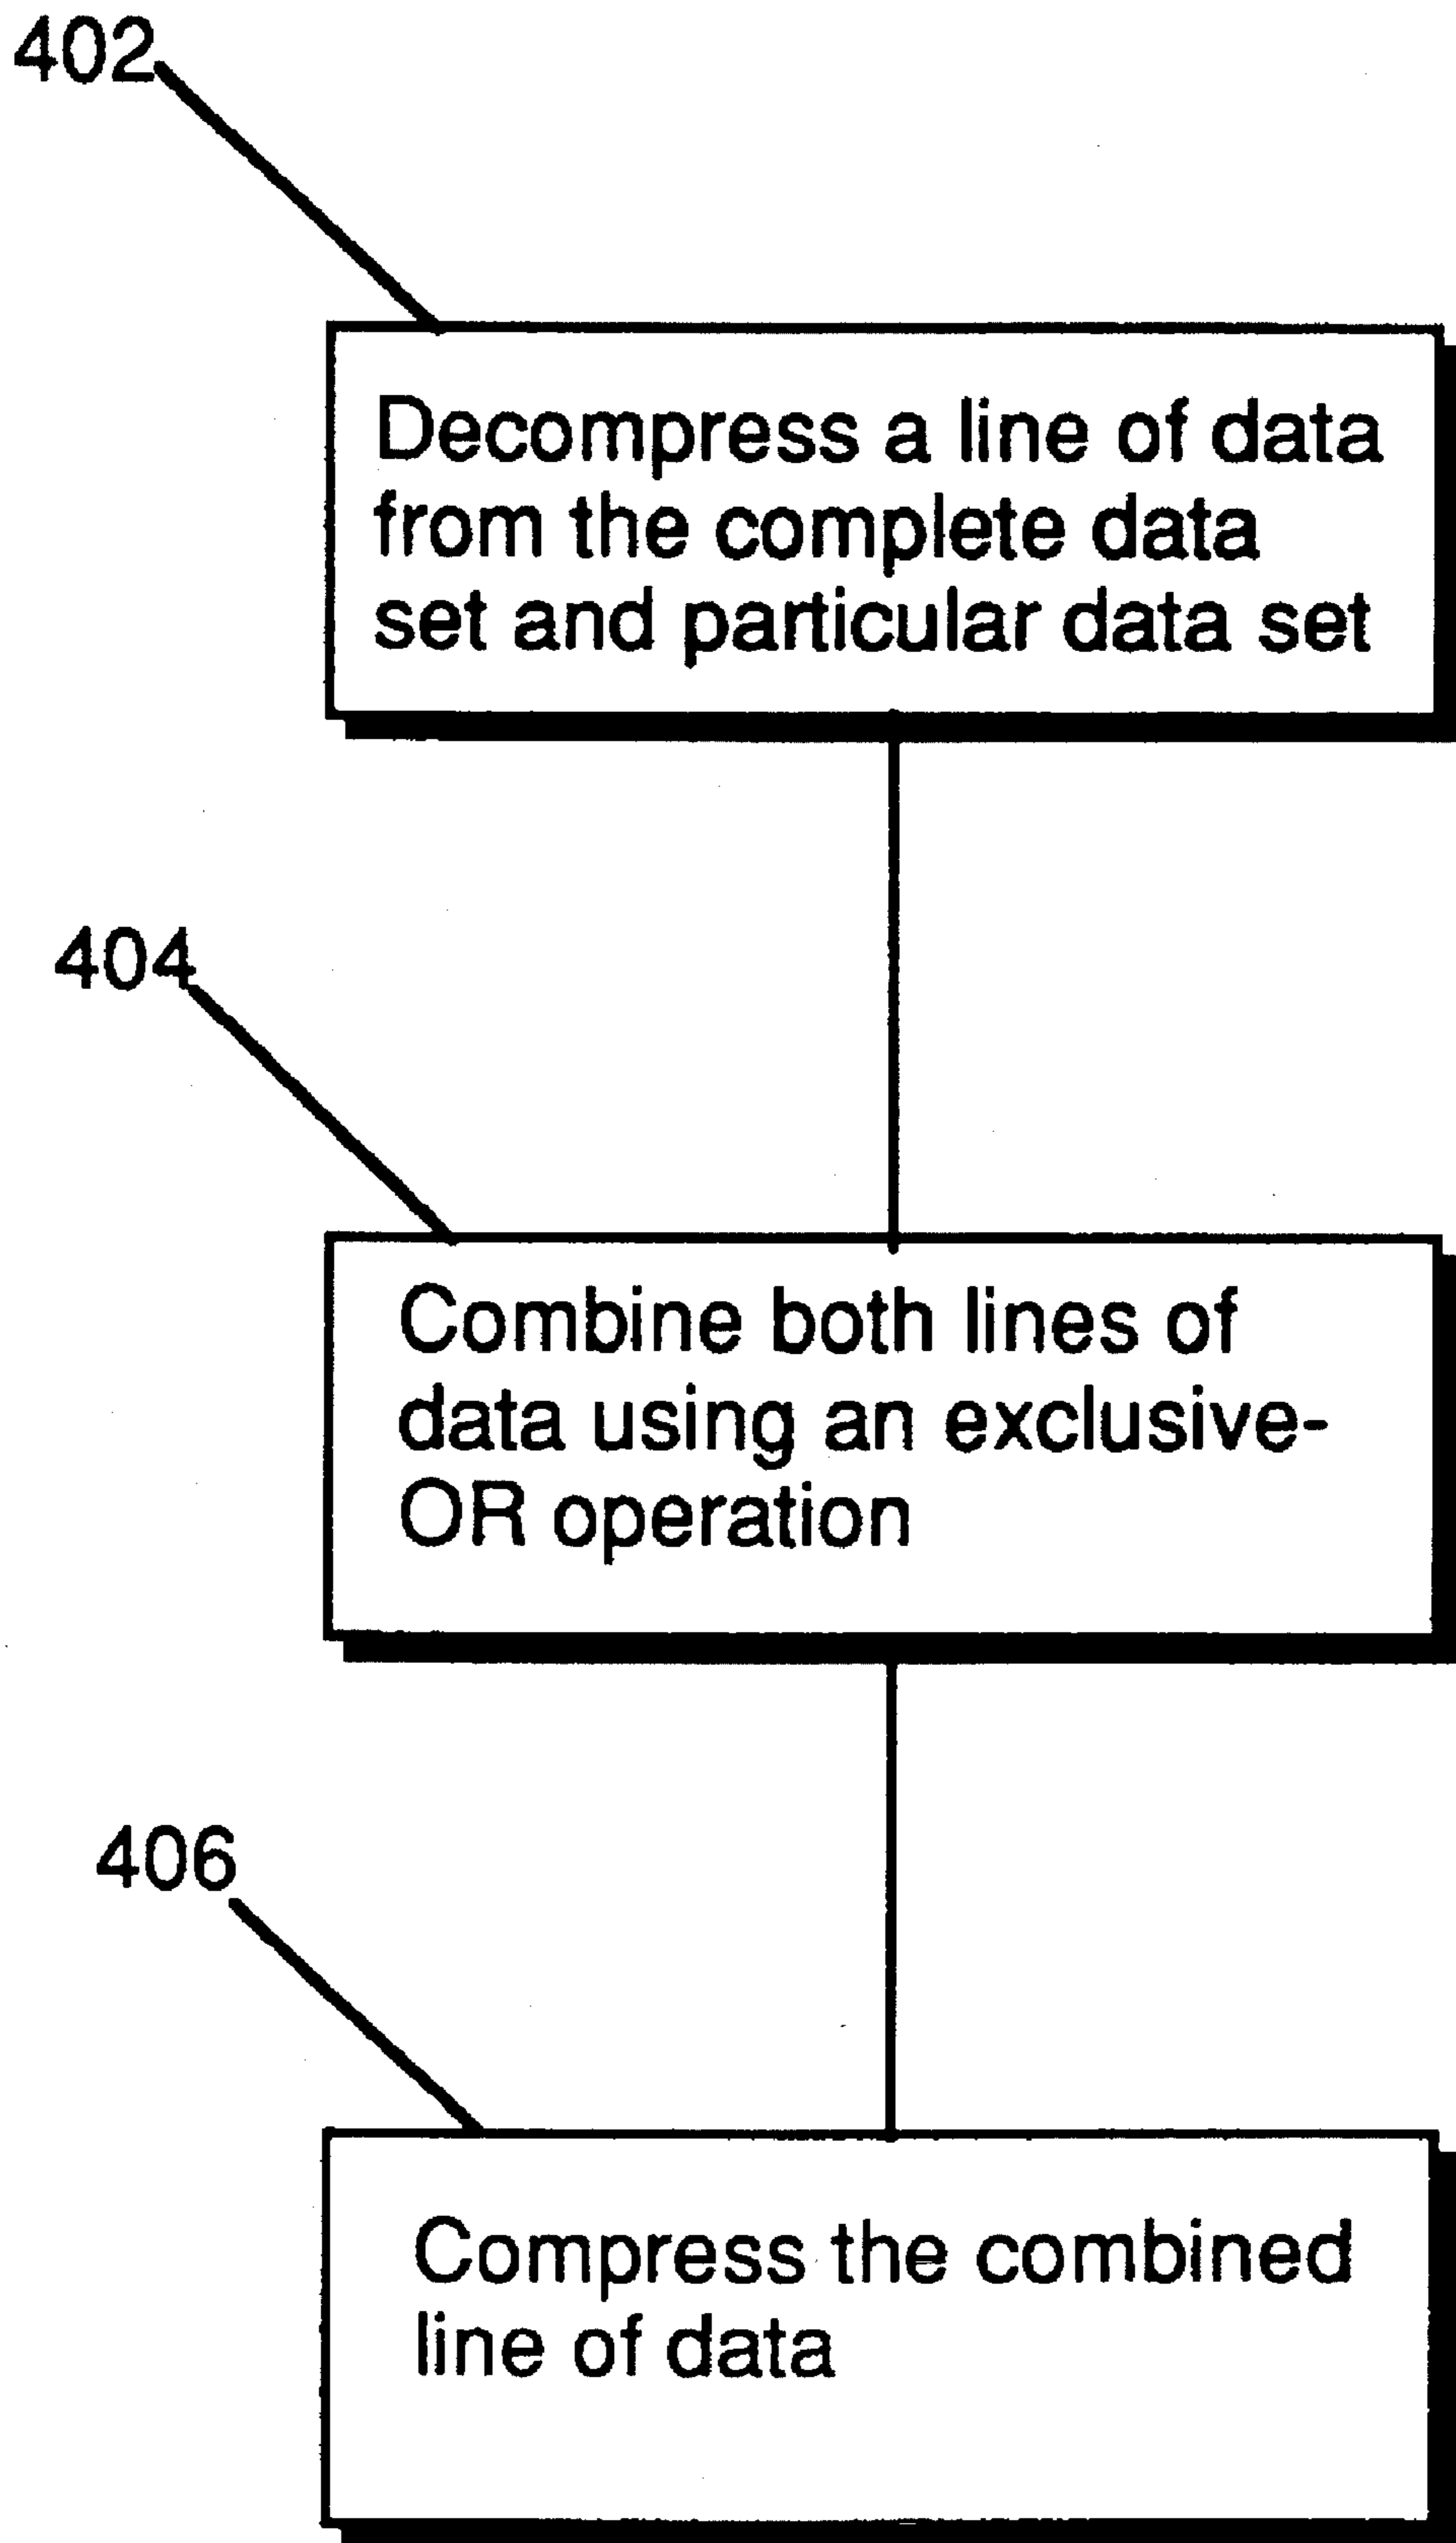 402
Decompress a line of data
from the complete data
set and particular data set
404
Combine both lines of
data using an exclusive-
OR operation
406
Compress the combined
line of data